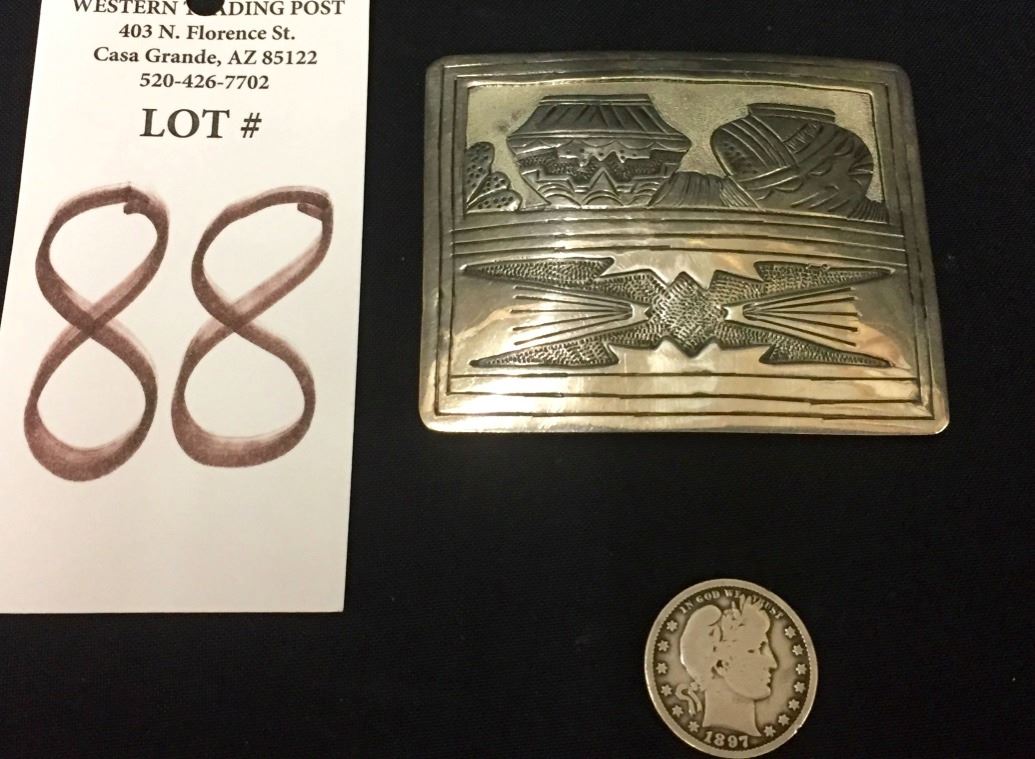 WESTERN TRADING POST
403 N. Florence St.
Casa Grande, AZ 85122
520-426-7702
LOT #
88
IN GOD WE TRUST
1897